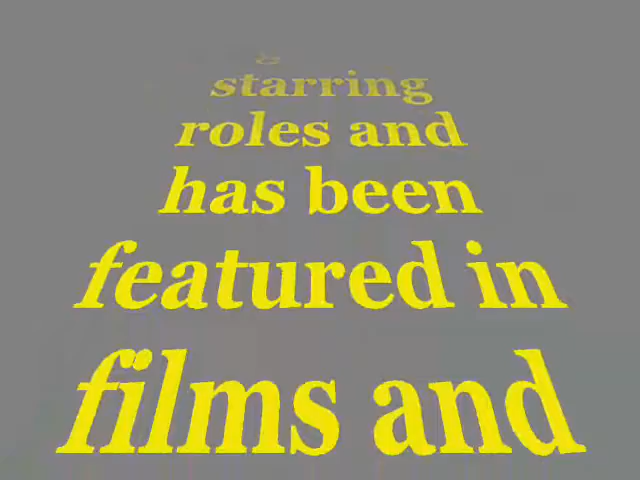 starring
roles and
has been
featured in
films and